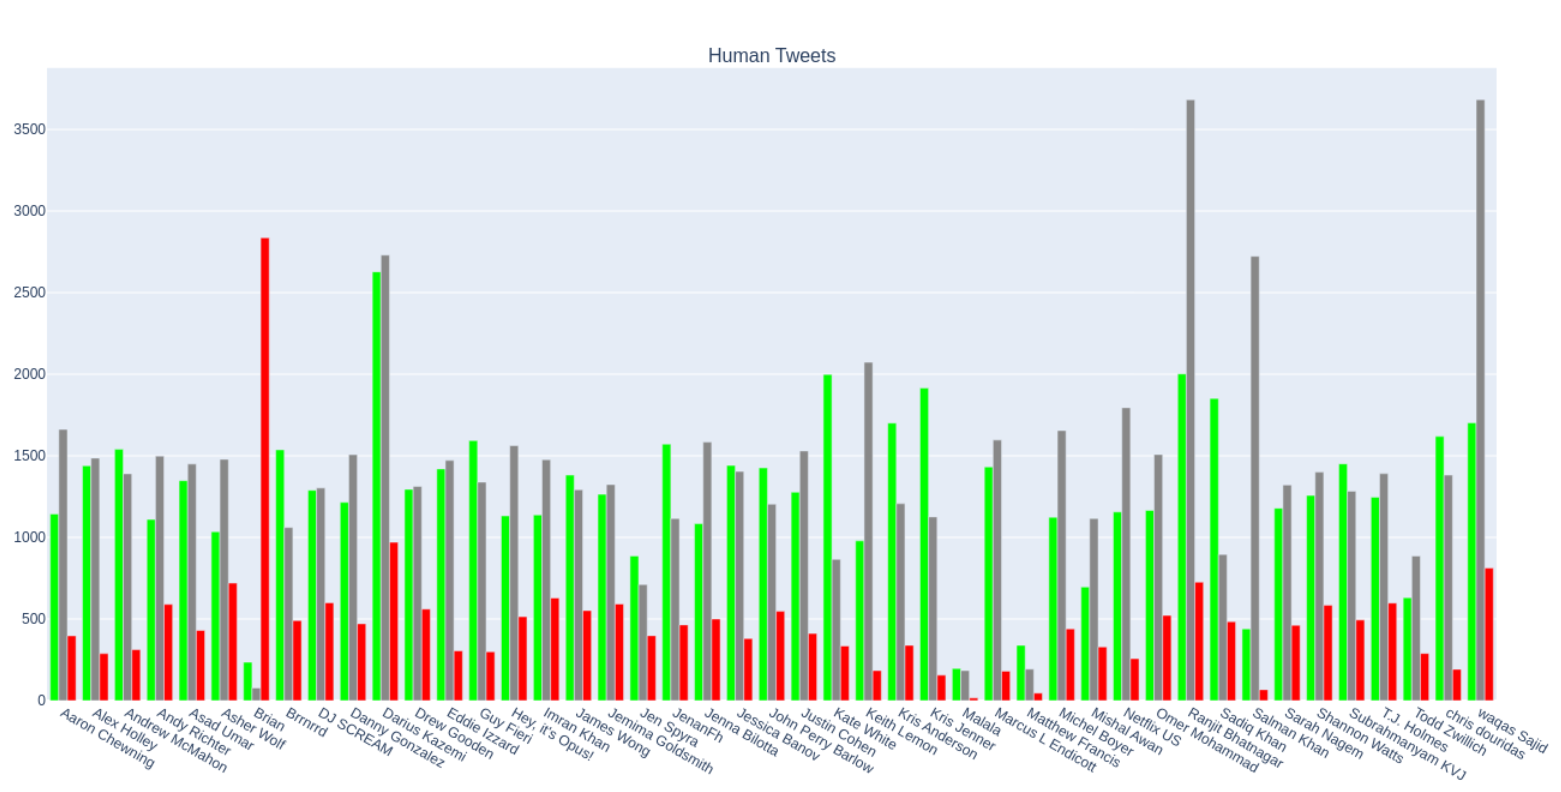 Human Tweets
3500
3000
2500
2000
1500
1000
500
0
Aaron Chewning
Alex Holley
Andrew McMahon
Andy Richter
Asad Umar
Asher Wolf
Brian
Brrnrrd
DJ SCREAM
Danny Gonzalez
Darius Kazemi
Drew Gooden
Eddie Izzard
Guy Fieri
Hey, it's Opus!
Imran Khan
James Wong
Jemima Goldsmith
Jen Spyra
JenanFh
Jenna Bilotta
Jessica Banov
John Perry Barlow
Justin Cohen
Kate White
Keith Lemon
Kris Anderson
Kris Jenner
Malala
Marcus L Endicott
Matthew Francis
Michel Boyer
Mishal Awan
Netflix US
Omer Mohammad
Ranjit Bhatnagar
Sadiq Khan
Salman Khan
Sarah Nagem
Shannon Watts
Subrahmanyam KVJ
T.J. Holmes
Todd Zwillich
chris douridas
waqas Sajid